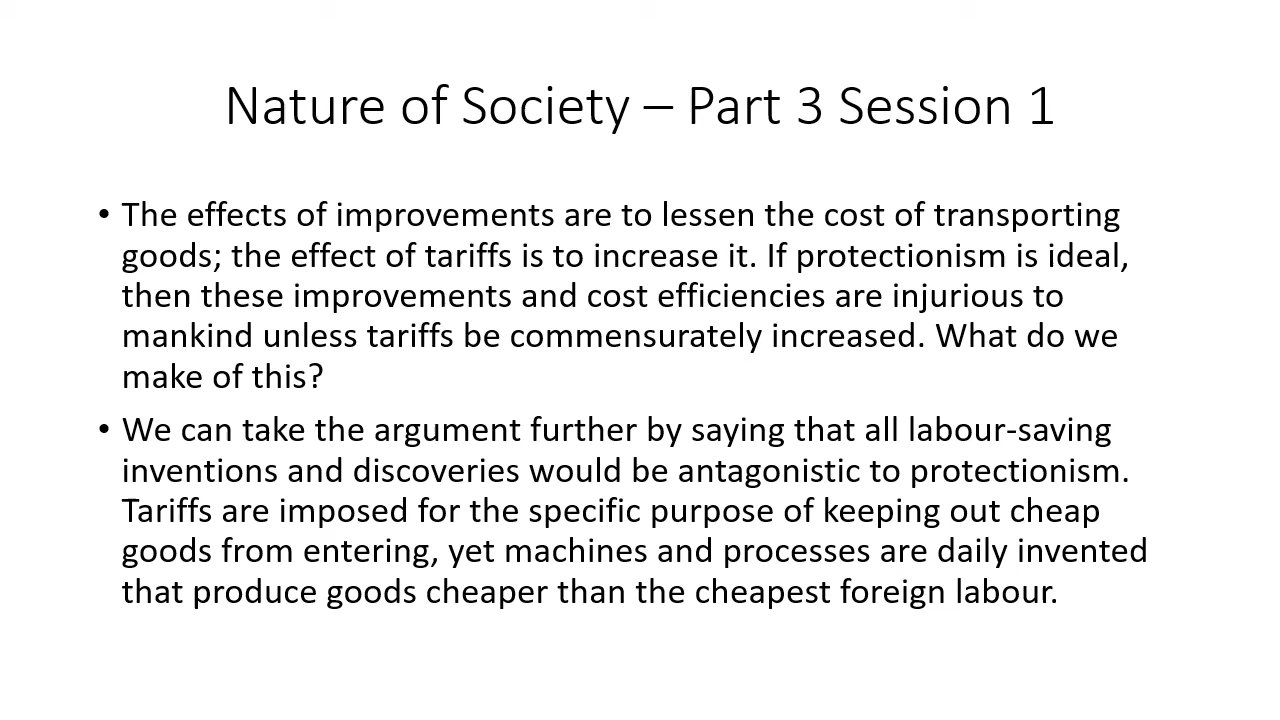 Nature of Society – Part 3 Session 1
• The effects of improvements are to lessen the cost of transporting
goods; the effect of tariffs is to increase it. If protectionism is ideal,
then these improvements and cost efficiencies are injurious to
mankind unless tariffs be commensurately increased. What do we
make of this?
• We can take the argument further by saying that all labour-saving
inventions and discoveries would be antagonistic to protectionism.
Tariffs are imposed for the specific purpose of keeping out cheap
goods from entering, yet machines and processes are daily invented
that produce goods cheaper than the cheapest foreign labour.